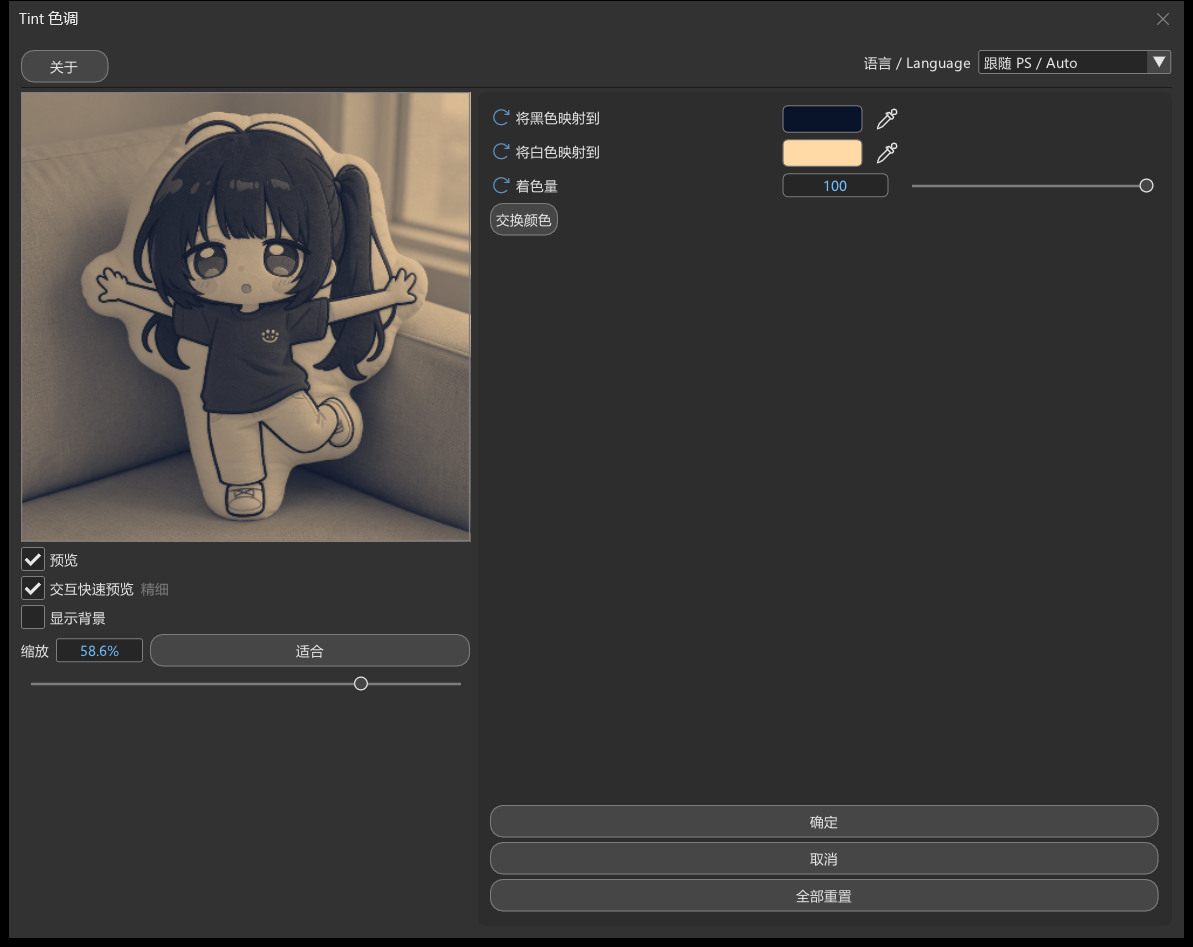 Tint 色调
关于
语言 / Language 跟随 PS / Auto
将黑色映射到
将白色映射到
着色量 100
交换颜色
预览
交互快速预览 精细
显示背景
缩放 58.6% 适合
确定
取消
全部重置